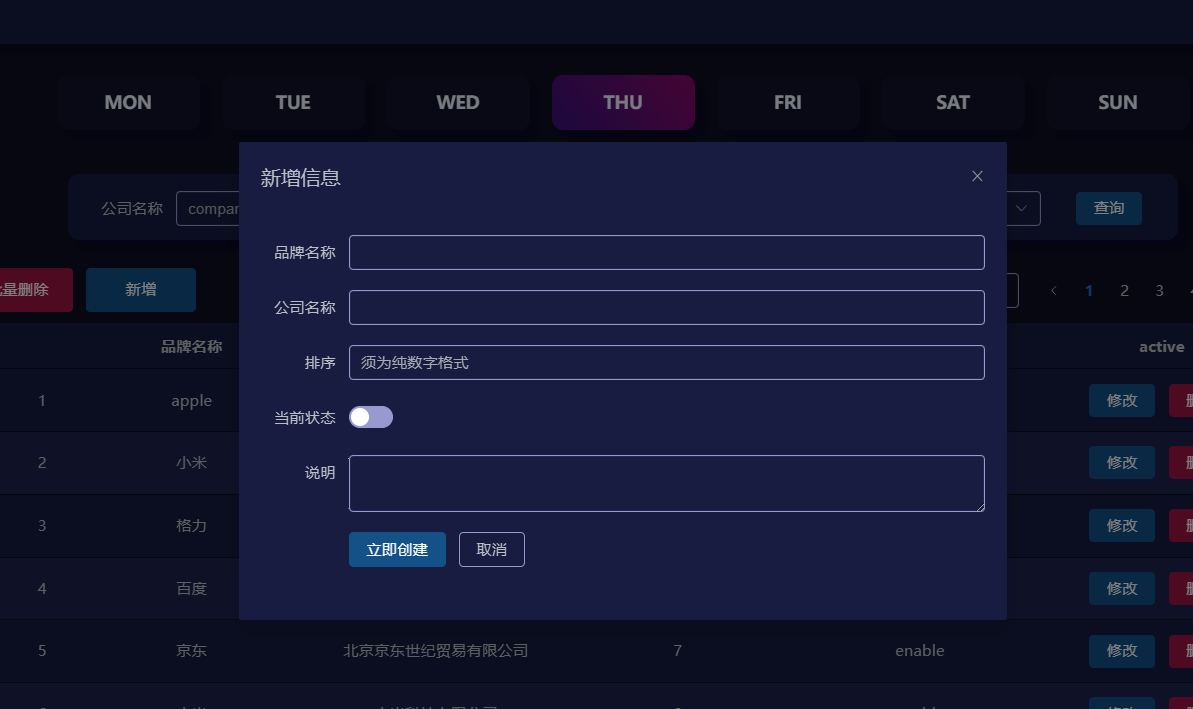 MON TUE WED THU FRI SAT SUN
新增信息
公司名称 查询
品牌名称
公司名称
量删除 新增 1 2 3
排序 须为纯数字格式
品牌名称 active
1 apple 修改
当前状态
2 小米 修改
说明
3 格力 修改
立即创建 取消
4 百度 修改
5 京东 北京京东世纪贸易有限公司 7 enable 修改